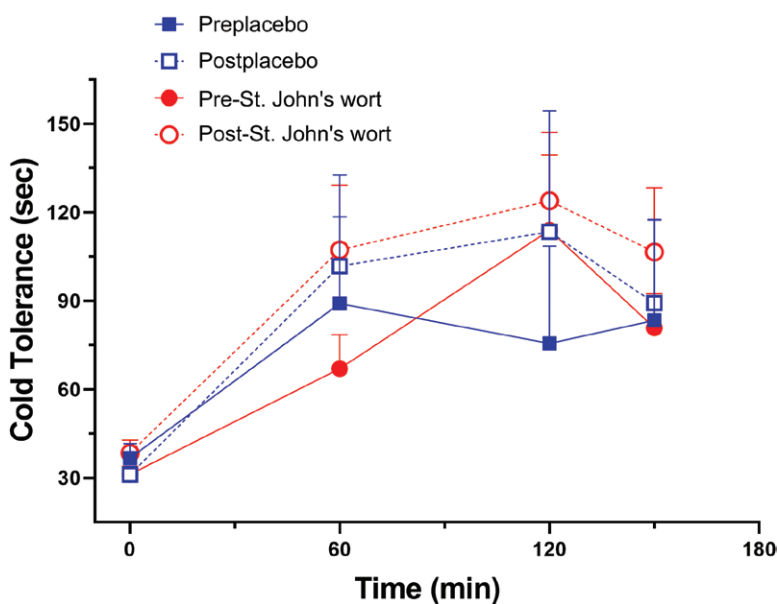 Preplacebo
Postplacebo
Pre-St. John's wort
Post-St. John's wort
150
120
90
60
30
Cold Tolerance (sec)
0
60
120
180
Time (min)